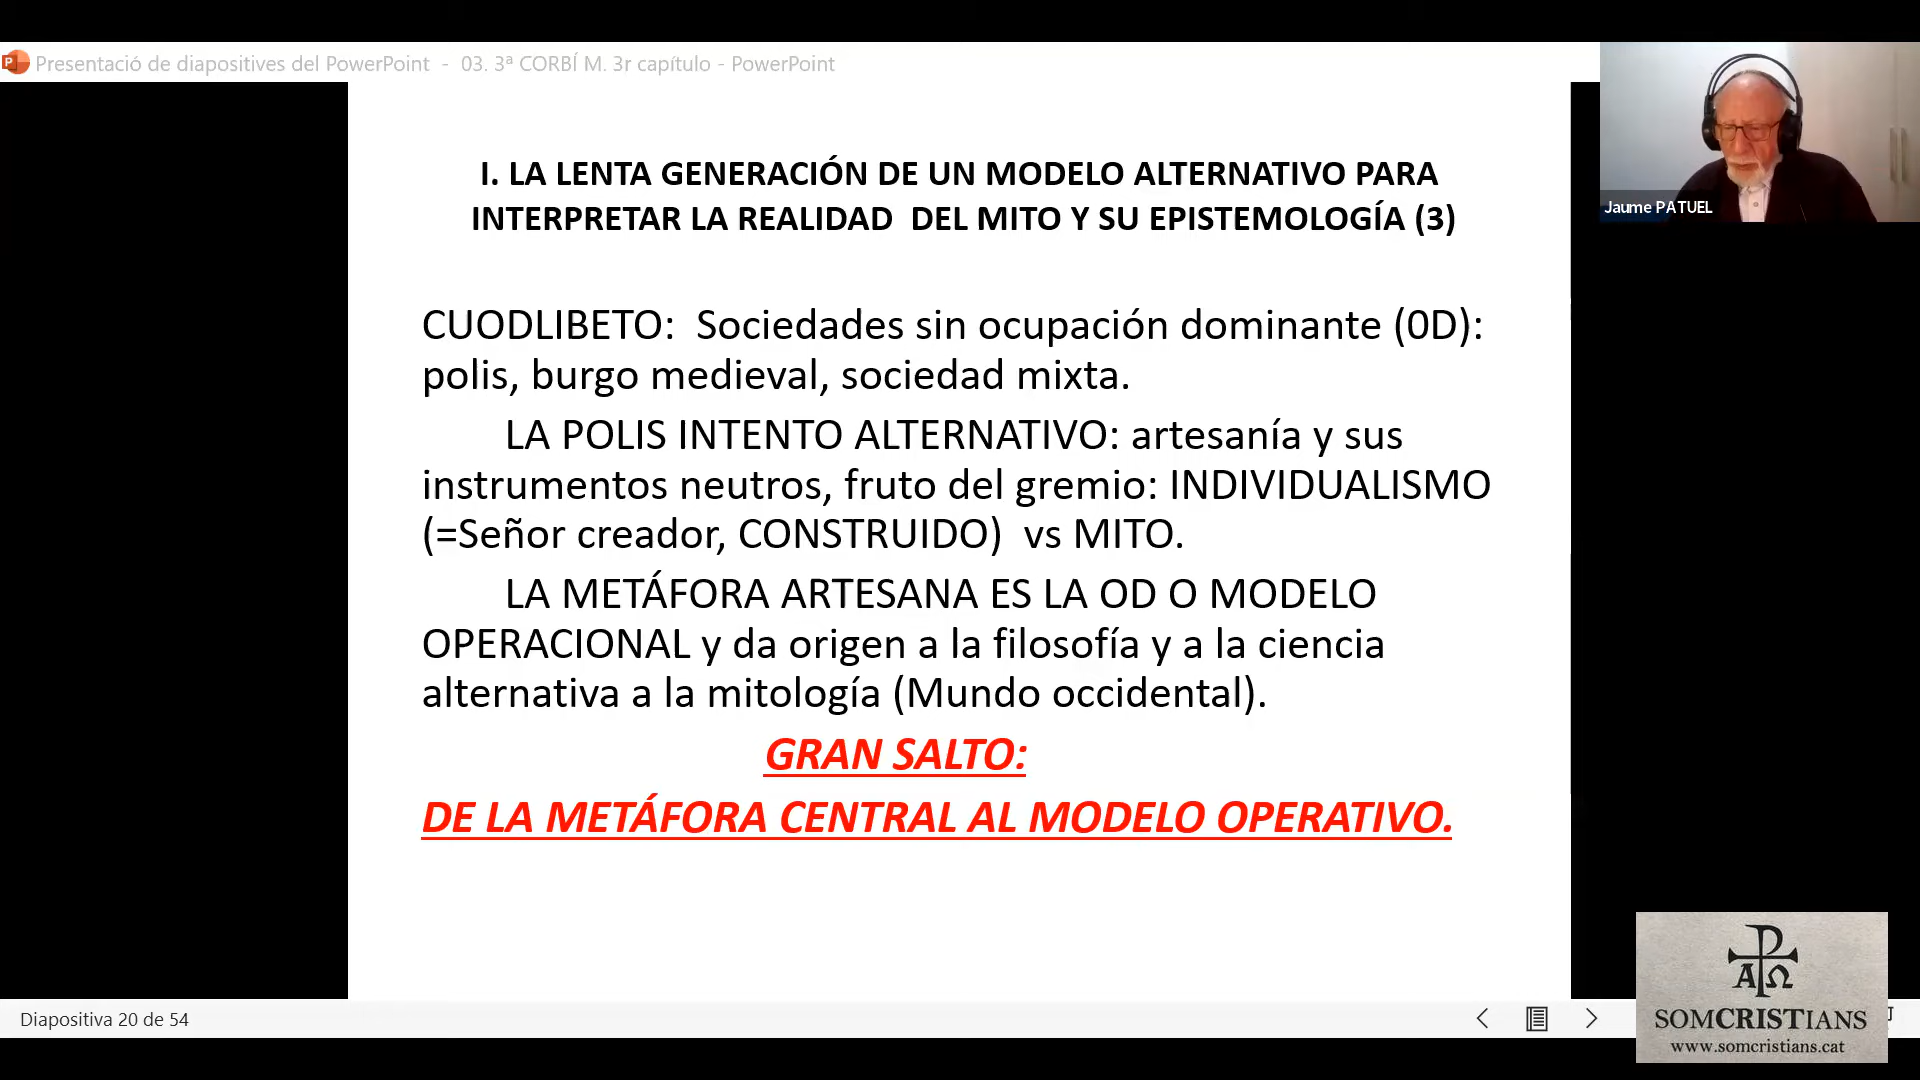 Presentació de diapositives del PowerPoint - 03. 3ª CORBÍ M. 3r capítulo - PowerPoint
I. LA LENTA GENERACIÓN DE UN MODELO ALTERNATIVO PARA
INTERPRETAR LA REALIDAD DEL MITO Y SU EPISTEMOLOGÍA (3)
Jaume PATUEL
CUODLIBETO: Sociedades sin ocupación dominante (0D):
polis, burgo medieval, sociedad mixta.
LA POLIS INTENTO ALTERNATIVO: artesanía y sus
instrumentos neutros, fruto del gremio: INDIVIDUALISMO
(=Señor creador, CONSTRUIDO) vs MITO.
LA METÁFORA ARTESANA ES LA OD O MODELO
OPERACIONAL y da origen a la filosofía y a la ciencia
alternativa a la mitología (Mundo occidental).
GRAN SALTO:
DE LA METÁFORA CENTRAL AL MODELO OPERATIVO.
Diapositiva 20 de 54
SOMCRISTIANS
www.somcristians.cat